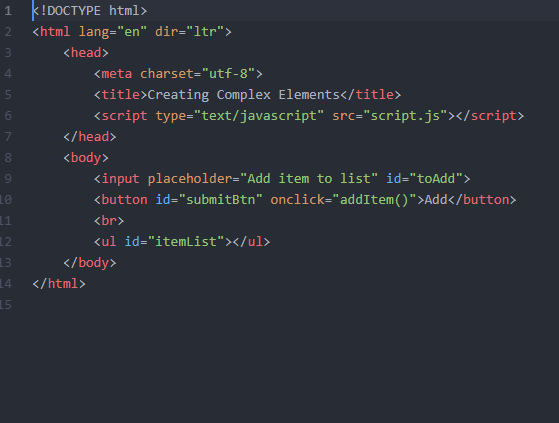 1 <!DOCTYPE html>
2 <html lang="en" dir="ltr">
3 <head>
4 <meta charset="utf-8">
5 <title>Creating Complex Elements</title>
6 <script type="text/javascript" src="script.js"></script>
7 </head>
8 <body>
9 <input placeholder="Add item to list" id="toAdd">
10 <button id="submitBtn" onclick="addItem()">Add</button>
11 <br>
12 <ul id="itemList"></ul>
13 </body>
14 </html>
15